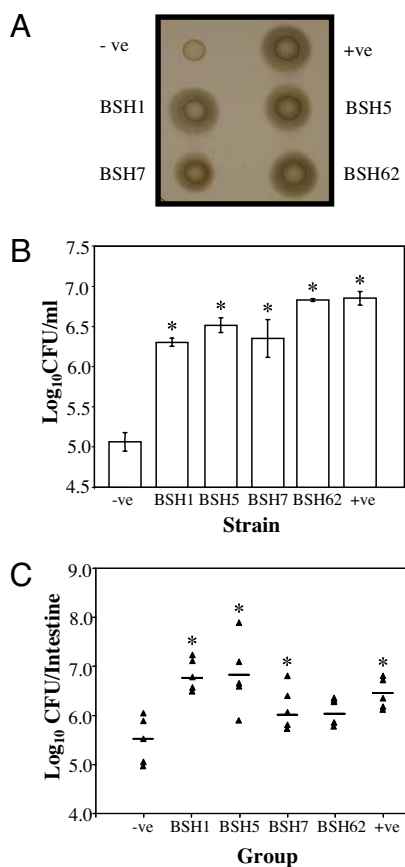 A
- ve
+ve
BSH1
BSH5
BSH7
BSH62
B
Log10CFU/ml
7.5
7.0
6.5
6.0
5.5
5.0
4.5
* * * * *
-ve BSH1 BSH5 BSH7 BSH62 +ve
Strain
C
Log10 CFU/Intestine
9.0
8.0
7.0
6.0
5.0
4.0
* * * *
-ve BSH1 BSH5 BSH7 BSH62 +ve
Group